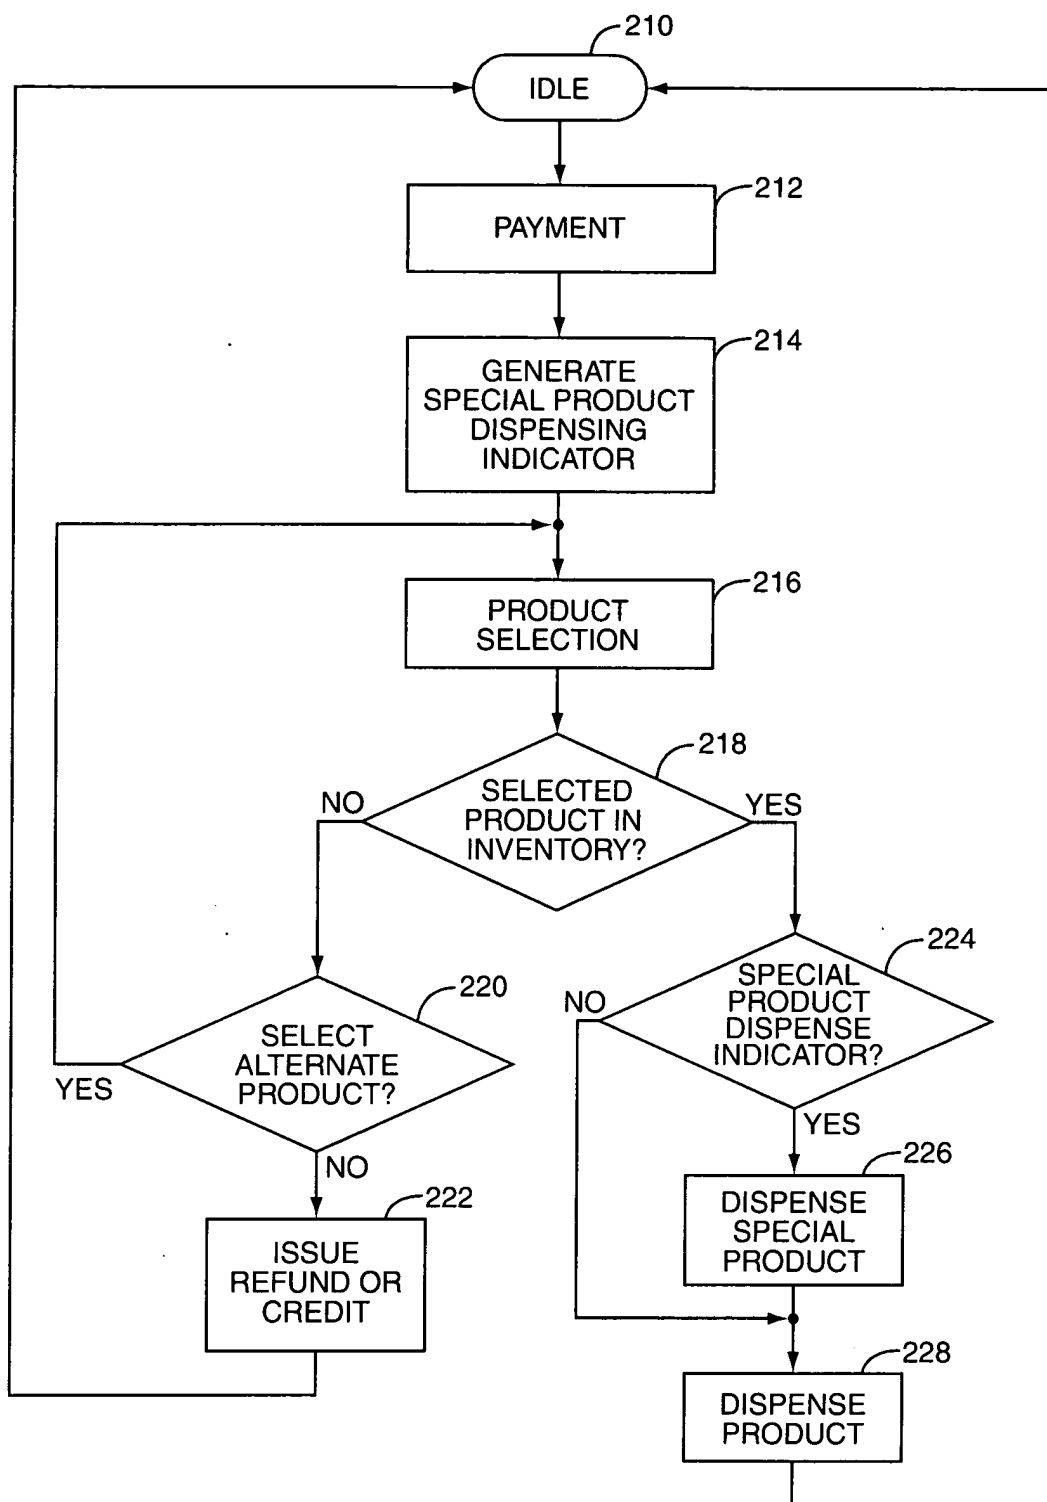 210
IDLE
212
PAYMENT
214
GENERATE
SPECIAL PRODUCT
DISPENSING
INDICATOR
216
PRODUCT
SELECTION
218
SELECTED
PRODUCT IN
INVENTORY?
NO
YES
224
SPECIAL
PRODUCT
DISPENSE
INDICATOR?
NO
YES
220
SELECT
ALTERNATE
PRODUCT?
YES
NO
226
DISPENSE
SPECIAL
PRODUCT
222
ISSUE
REFUND OR
CREDIT
228
DISPENSE
PRODUCT